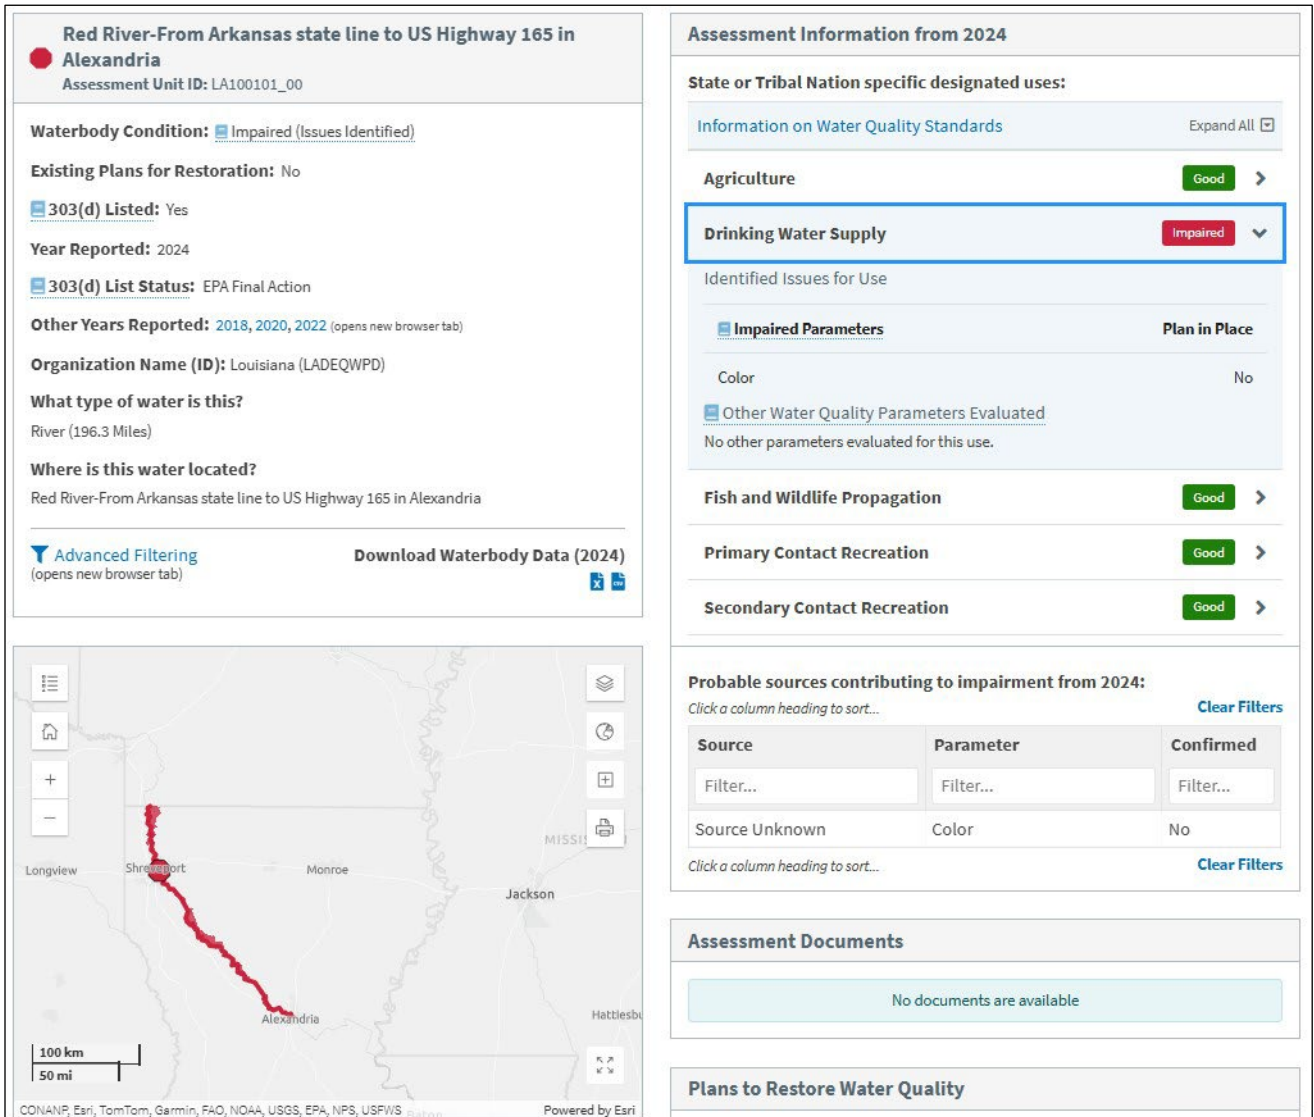 Red River-From Arkansas state line to US Highway 165 in
Alexandria
Assessment Unit ID: LA100101_00
Waterbody Condition: Impaired (Issues Identified)
Existing Plans for Restoration: No
303(d) Listed: Yes
Year Reported: 2024
303(d) List Status: EPA Final Action
Other Years Reported: 2018, 2020, 2022 (opens new browser tab)
Organization Name (ID): Louisiana (LADEQWPD)
What type of water is this?
River (196.3 Miles)
Where is this water located?
Red River-From Arkansas state line to US Highway 165 in Alexandria
Advanced Filtering
(opens new browser tab)
Download Waterbody Data (2024)
MISSIS
Longview
Shreveport
Monroe
Jackson
Alexandria
Hattiesbu
100 km
50 mi
CONANP, Esri, TomTom, Garmin, FAO, NOAA, USGS, EPA, NPS, USFWS
Baton
Powered by Esri
Assessment Information from 2024
State or Tribal Nation specific designated uses:
Information on Water Quality Standards Expand All
Agriculture Good
Drinking Water Supply Impaired
Identified Issues for Use
Impaired Parameters Plan in Place
Color No
Other Water Quality Parameters Evaluated
No other parameters evaluated for this use.
Fish and Wildlife Propagation Good
Primary Contact Recreation Good
Secondary Contact Recreation Good
Probable sources contributing to impairment from 2024:
Click a column heading to sort... Clear Filters
Source Parameter Confirmed
Filter... Filter... Filter...
Source Unknown Color No
Click a column heading to sort... Clear Filters
Assessment Documents
No documents are available
Plans to Restore Water Quality